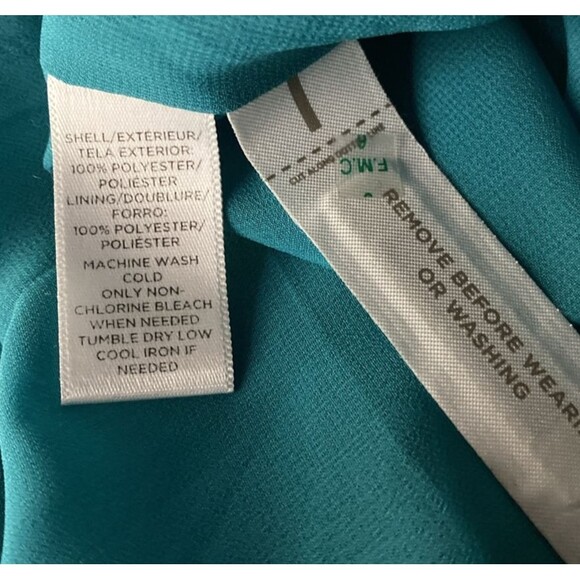 SHELL/EXTÉRIEUR/
TELA EXTERIOR:
100% POLYESTER/
POLIÉSTER
LINING/DOUBLURE/
FORRO:
100% POLYESTER/
POLIÉSTER
MACHINE WASH
COLD
ONLY NON-
CHLORINE BLEACH
WHEN NEEDED
TUMBLE DRY LOW
COOL IRON IF
NEEDED
F.M.C
REMOVE BEFORE WEARIN
OR WASHING